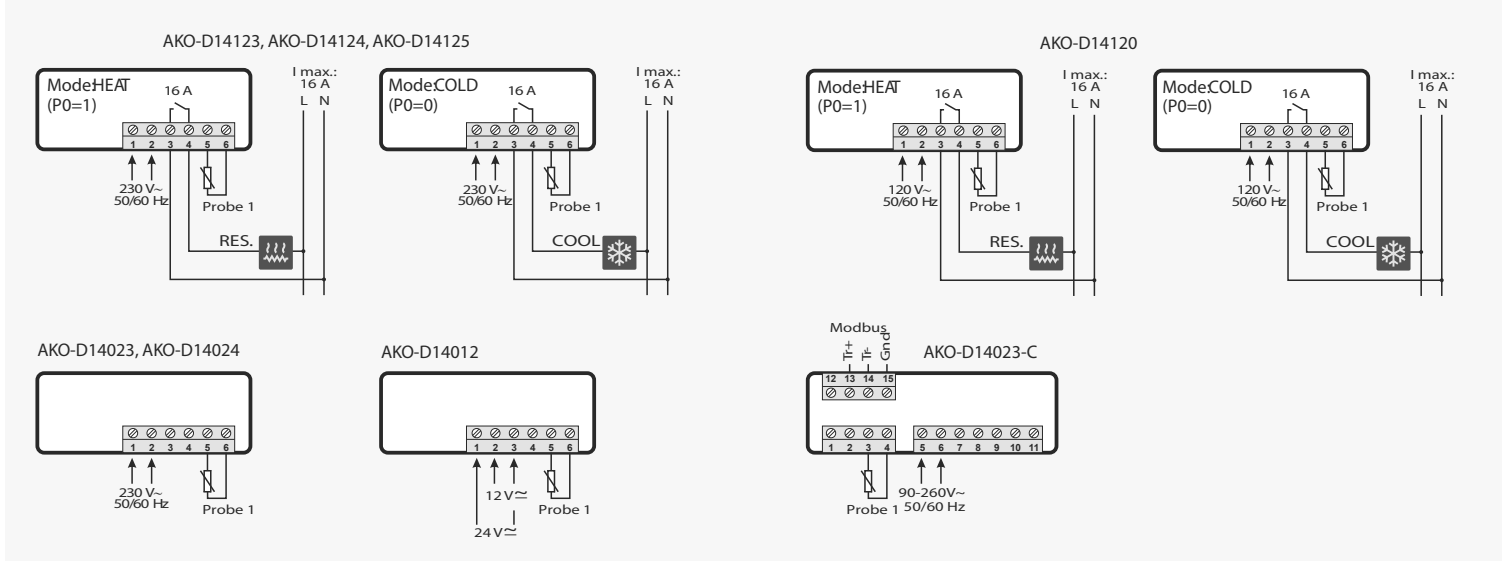 AKO-D14123, AKO-D14124, AKO-D14125
Mode:HEAT
(P0=1)
16 A
I max.:
16 A
L N
1 2 3 4 5 6
230 V~
50/60 Hz
Probe 1
RES.
Mode:COLD
(P0=0)
16 A
I max.:
16 A
L N
1 2 3 4 5 6
230 V~
50/60 Hz
Probe 1
COOL
AKO-D14120
Mode:HEAT
(P0=1)
16 A
I max.:
16 A
L N
1 2 3 4 5 6
120 V~
50/60 Hz
Probe 1
RES.
Mode:COLD
(P0=0)
16 A
I max.:
16 A
L N
1 2 3 4 5 6
120 V~
50/60 Hz
Probe 1
COOL
AKO-D14023, AKO-D14024
1 2 3 4 5 6
230 V~
50/60 Hz
Probe 1
AKO-D14012
1 2 3 4 5 6
12 V≂
Probe 1
24 V≂
Modbus
Tr+
Tr-
Gnd
AKO-D14023-C
12 13 14 15
1 2 3 4 5 6 7 8 9 10 11
90-260V~
50/60 Hz
Probe 1